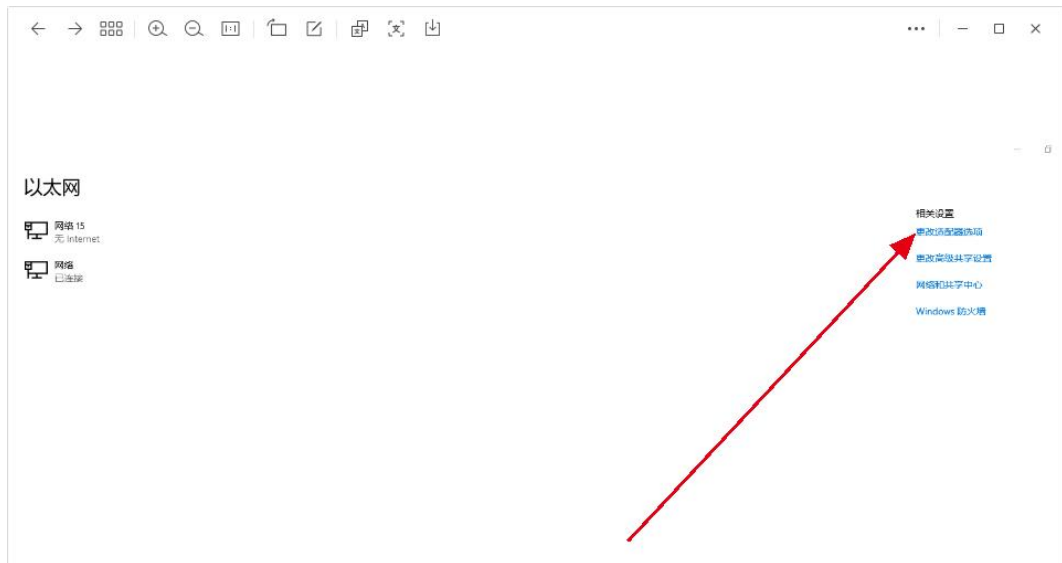 以太网
网络 15
无 Internet
网络
已连接
相关设置
更改适配器选项
更改高级共享设置
网络和共享中心
Windows 防火墙